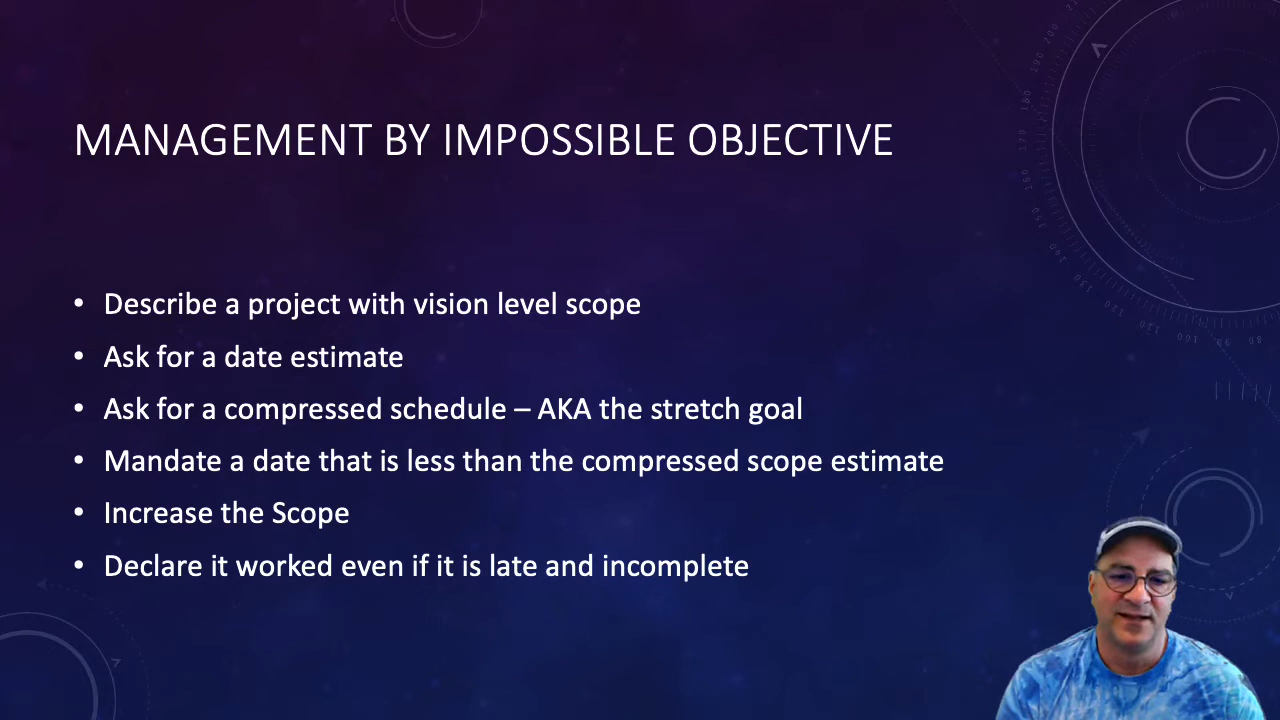 MANAGEMENT BY IMPOSSIBLE OBJECTIVE
• Describe a project with vision level scope
• Ask for a date estimate
• Ask for a compressed schedule – AKA the stretch goal
• Mandate a date that is less than the compressed scope estimate
• Increase the Scope
• Declare it worked even if it is late and incomplete